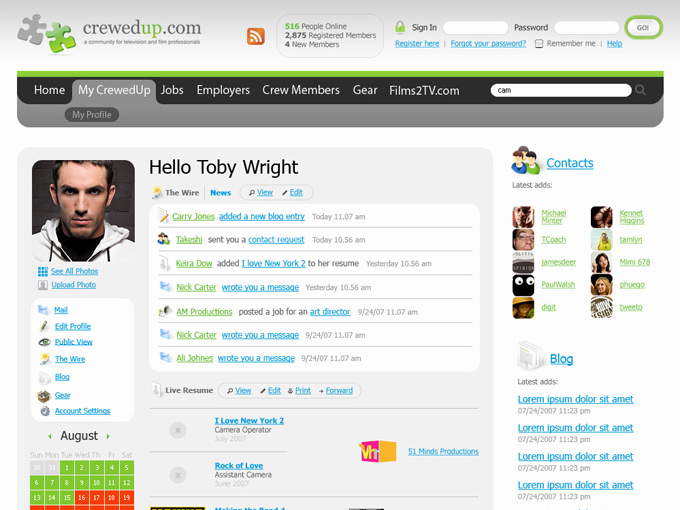 crewedup.com
a community for television and film professionals
516 People Online
2,875 Registered Members
4 New Members
Sign In
Password
GO!
Register here | Forgot your password? Remember me | Help
Home My CrewedUp Jobs Employers Crew Members Gear Films2TV.com
cam
My Profile
Hello Toby Wright
The Wire News View Edit
Carry Jones added a new blog entry Today 11.07 am
Takeshi sent you a contact request Today 10.56 am
Keira Dow added I love New York 2 to her resume Yesterday 10.56 am
Nick Carter wrote you a message Yesterday 10.56 am
AM Productions posted a job for an art director 9/24/07 11.07 am
Nick Carter wrote you a message 9/24/07 11.07 am
Ali Johnes wrote you a message 9/24/07 11.07 am
See All Photos
Upload Photo
Mail
Edit Profile
Public View
The Wire
Blog
Gear
Account Settings
August
Sun Mon Tue Wed Thu Fr. Sa.
30 31 1 2 3 4 5
6 7 8 9 10 11 12
13 14 15 16 17 18 19
Live Resume View Edit Print Forward
I Love New York 2
Camera Operator
July 2007
VH1
51 Minds Productions
Rock of Love
Assistant Camera
June 2007
Making the Band 4
Contacts
Latest adds:
Michael Minter
Kennet Higgins
TCoach
tamlyn
jamesdeer
Mimi 678
PaulWalsh
phuego
digit
tweeto
Blog
Latest adds:
Lorem ipsum dolor sit amet
07/24/2007 11:23 pm
Lorem ipsum dolor sit amet
07/24/2007 11:23 pm
Lorem ipsum dolor sit amet
07/24/2007 11:23 pm
Lorem ipsum dolor sit amet
07/24/2007 11:23 pm